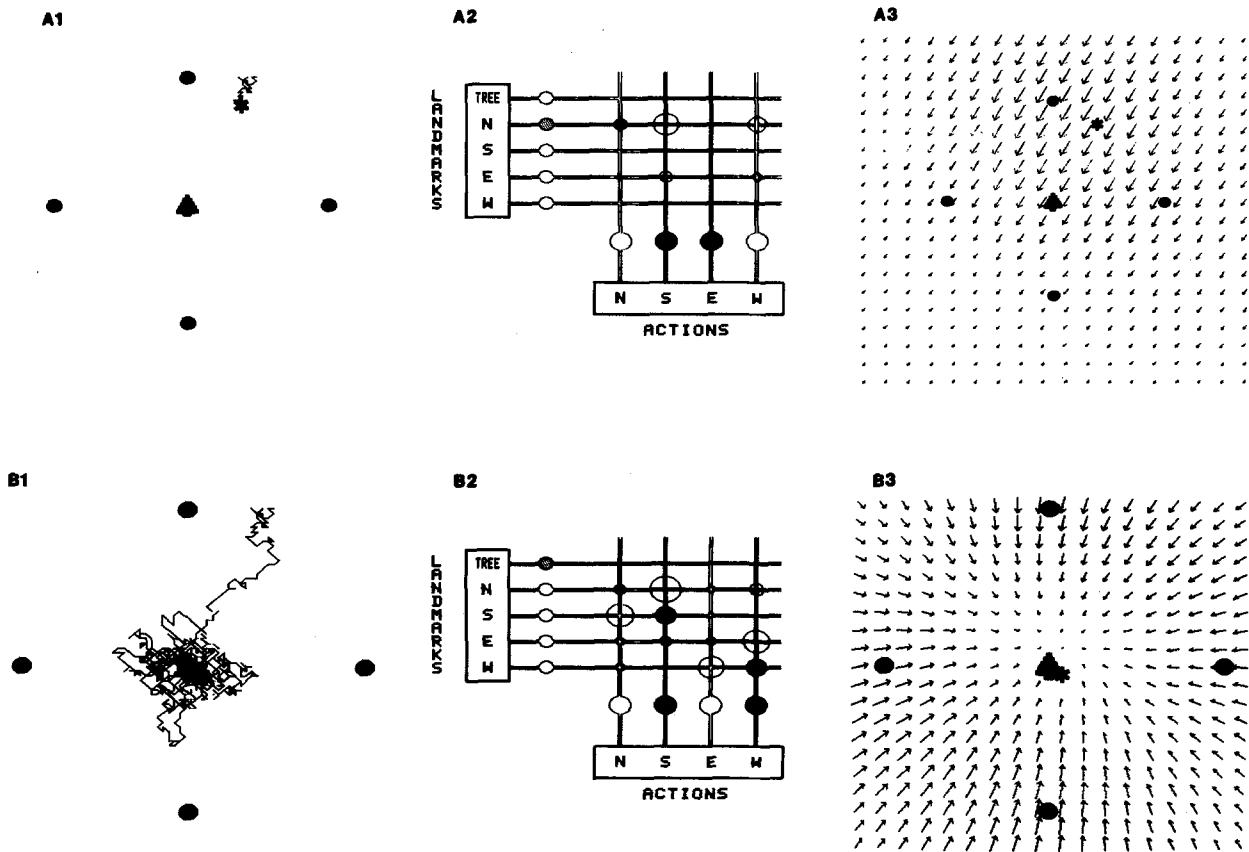 A1
A2
A3
LANDMARKS
TREE
N
S
E
W
N S E W
ACTIONS
B1
B2
B3
LANDMARKS
TREE
N
S
E
W
N S E W
ACTIONS